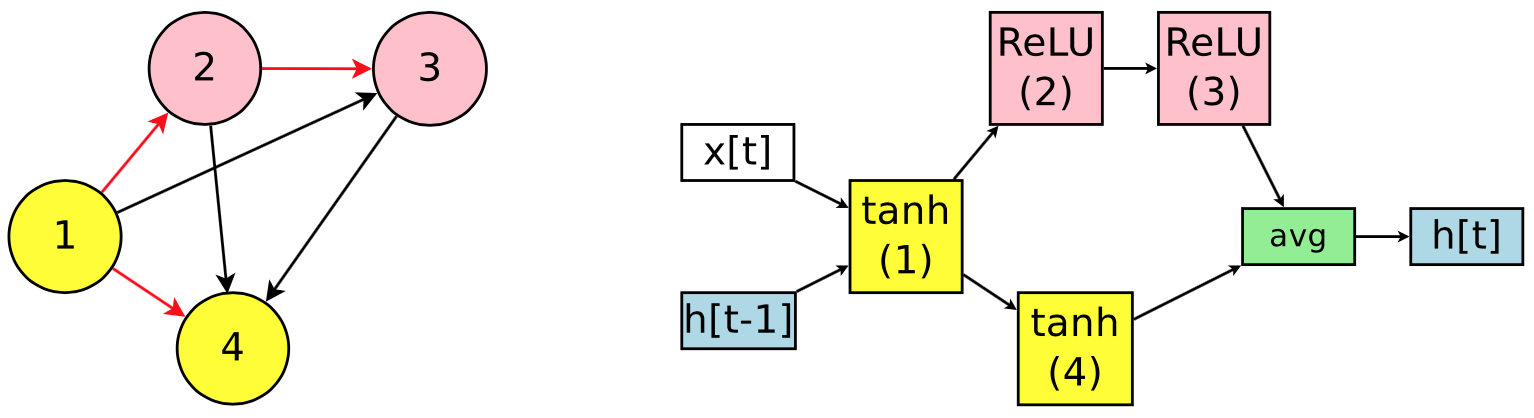 2
3
1
4
x[t]
h[t-1]
tanh
(1)
ReLU
(2)
ReLU
(3)
tanh
(4)
avg
h[t]